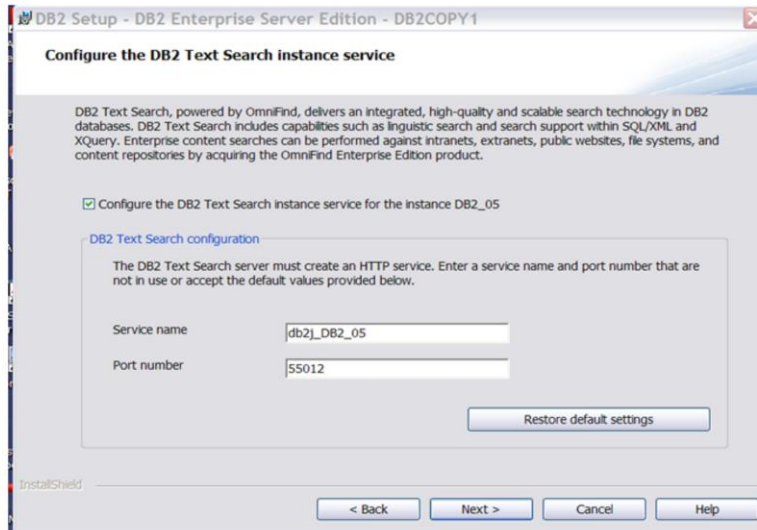 DB2 Setup - DB2 Enterprise Server Edition - DB2COPY1
Configure the DB2 Text Search instance service
DB2 Text Search, powered by OmniFind, delivers an integrated, high-quality and scalable search technology in DB2
databases. DB2 Text Search includes capabilities such as linguistic search and search support within SQL/XML and
XQuery. Enterprise content searches can be performed against intranets, extranets, public websites, file systems, and
content repositories by acquiring the OmniFind Enterprise Edition product.
Configure the DB2 Text Search instance service for the instance DB2_05
DB2 Text Search configuration
The DB2 Text Search server must create an HTTP service. Enter a service name and port number that are
not in use or accept the default values provided below.
Service name db2j_DB2_05
Port number 55012
Restore default settings
InstallShield
< Back Next > Cancel Help